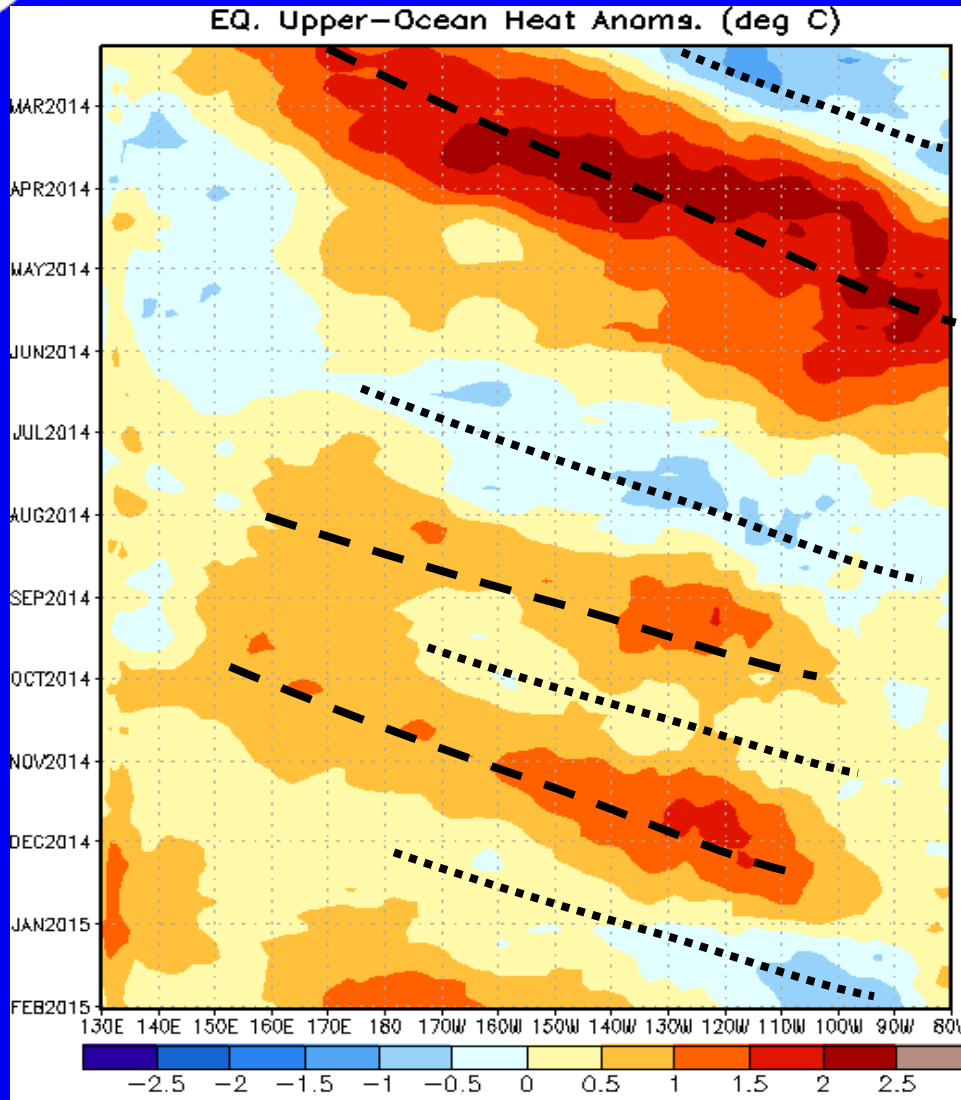 EQ. Upper-Ocean Heat Anoms. (deg C)
MAR2014
APR2014
MAY2014
JUN2014
JUL2014
AUG2014
SEP2014
OCT2014
NOV2014
DEC2014
JAN2015
FEB2015
130E 140E 150E 160E 170E 180 170W 160W 150W 140W 130W 120W 110W 100W 90W 80W
-2.5 -2 -1.5 -1 -0.5 0 0.5 1 1.5 2 2.5